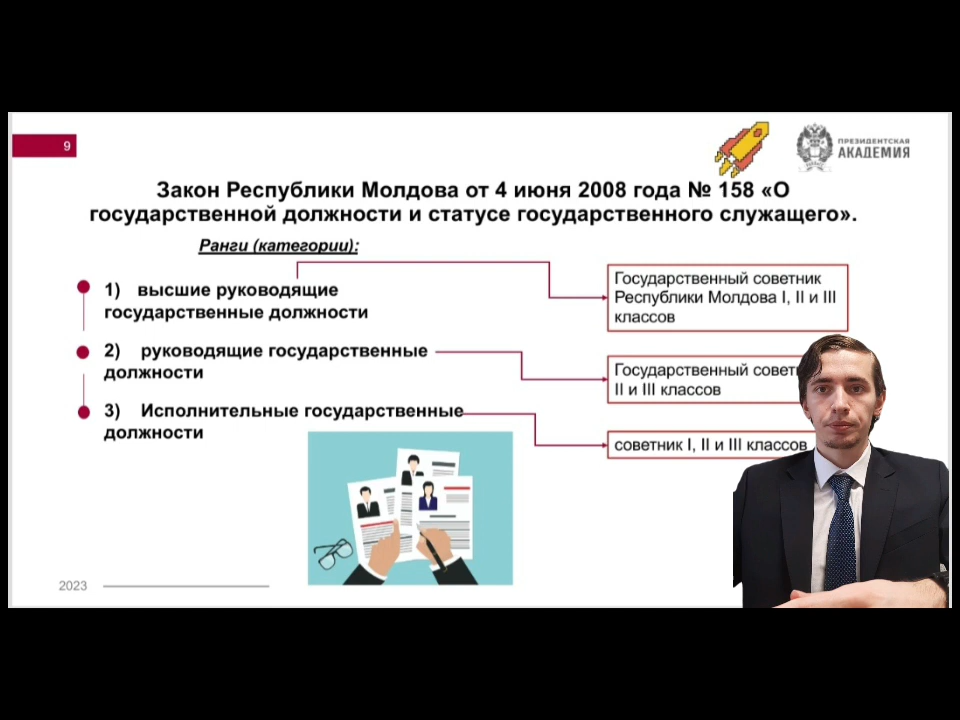 9
ПРЕЗИДЕНТСКАЯ
АКАДЕМИЯ
Закон Республики Молдова от 4 июня 2008 года № 158 «О
государственной должности и статусе государственного служащего».
Ранги (категории):
1) высшие руководящие
государственные должности
Государственный советник
Республики Молдова I, II и III
классов
2) руководящие государственные
должности
Государственный
II и III классов
3) Исполнительные государственные
должности
советник I, II и III классов
2023